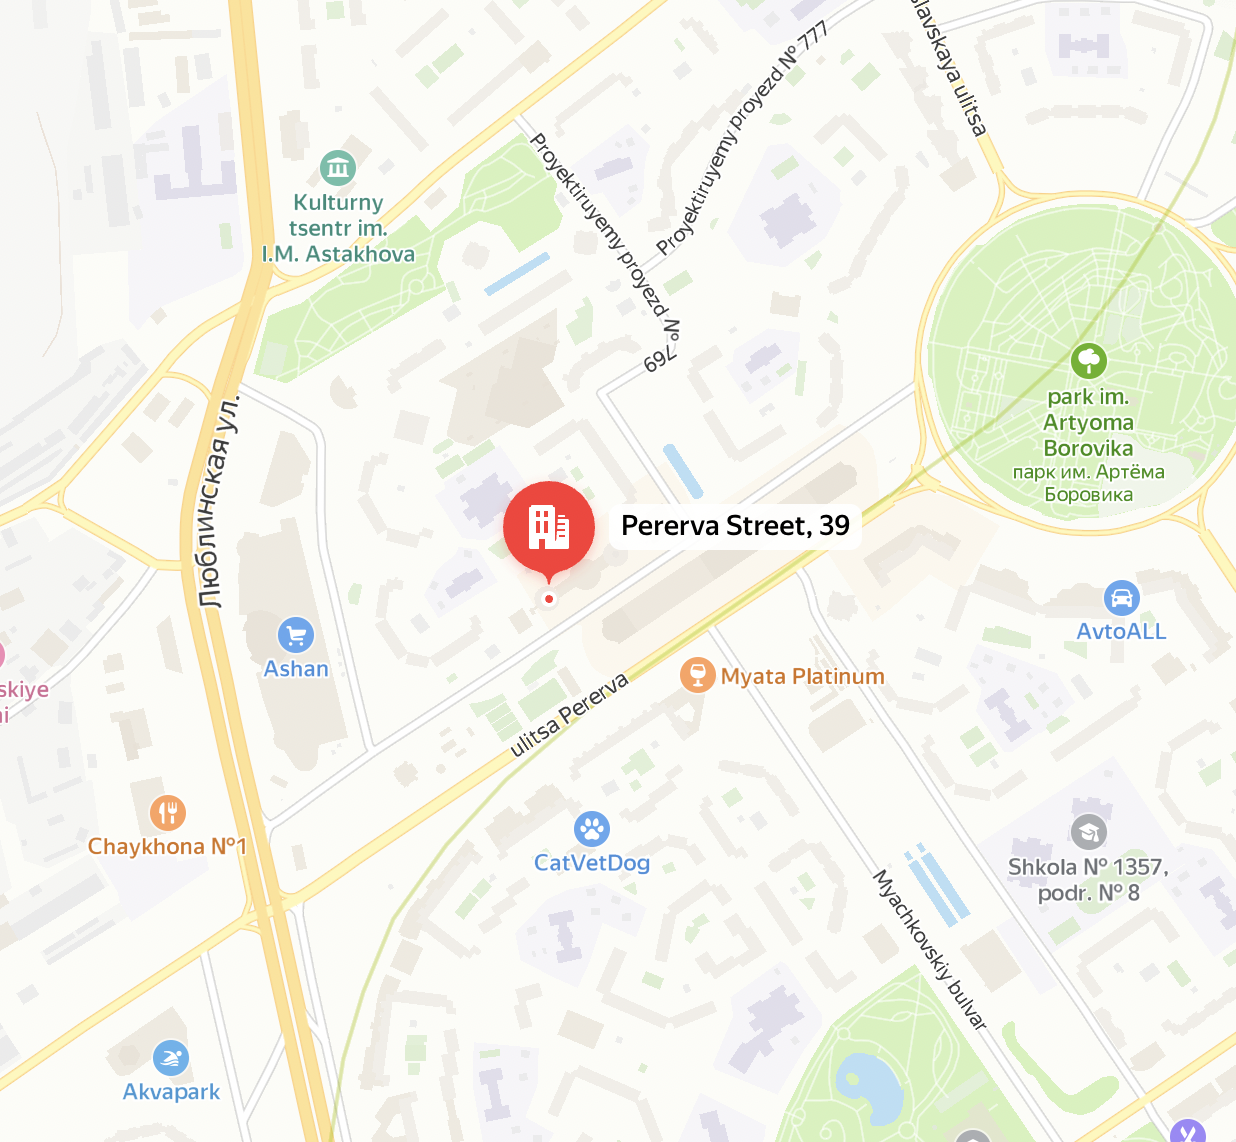 slavskaya ulitsa
Proyektiruyemy proyezd № 777
Proyektiruyemy proyezd №
769
Kulturny
tsentr im.
I.M. Astakhova
park im.
Artyoma
Borovika
парк им. Артёма
Боровика
Люблинская ул.
Pererva Street, 39
AvtoALL
Ashan
Myata Platinum
skiye
ni
ulitsa Pererva
Chaykhona №1
CatVetDog
Shkola № 1357,
podr. № 8
Myachkovskiy bulvar
Akvapark